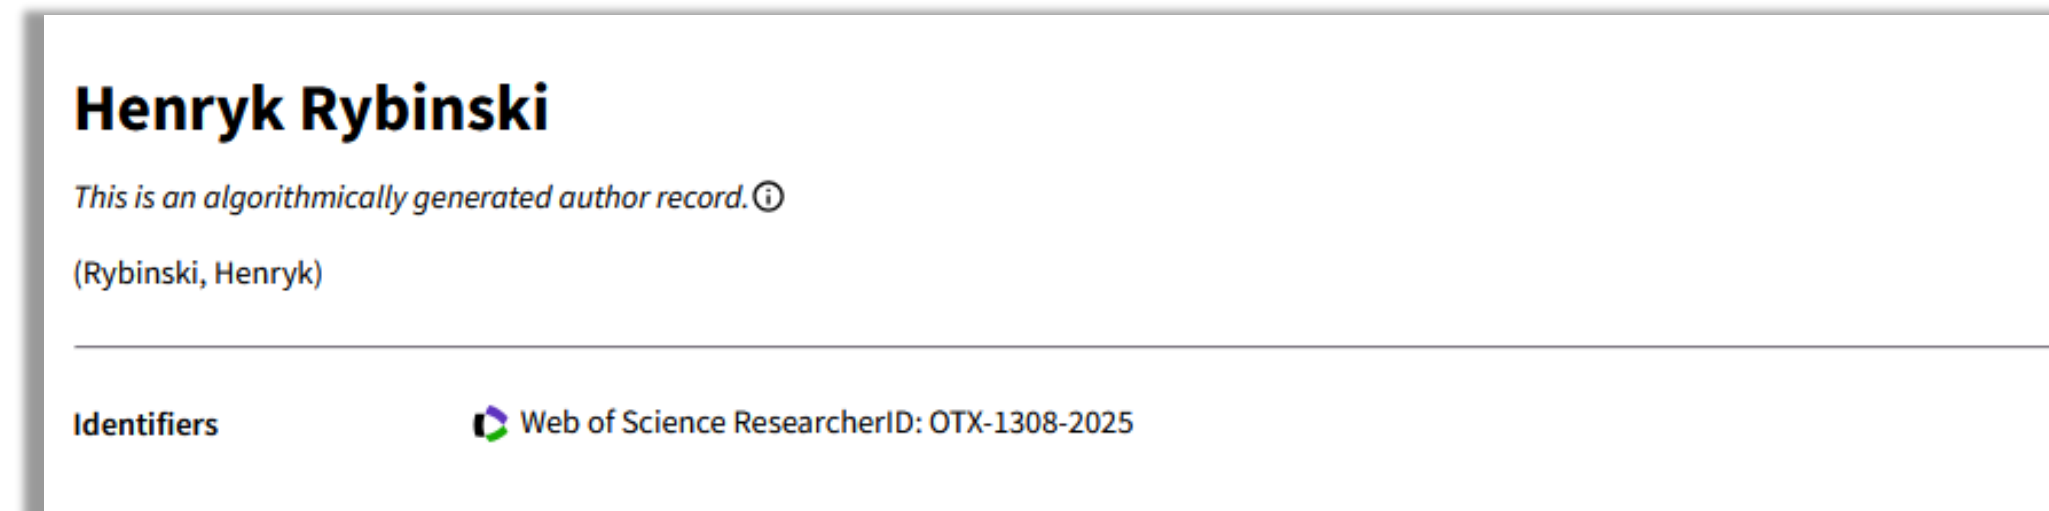 Henryk Rybinski
This is an algorithmically generated author record.
(Rybinski, Henryk)
Identifiers Web of Science ResearcherID: OTX-1308-2025